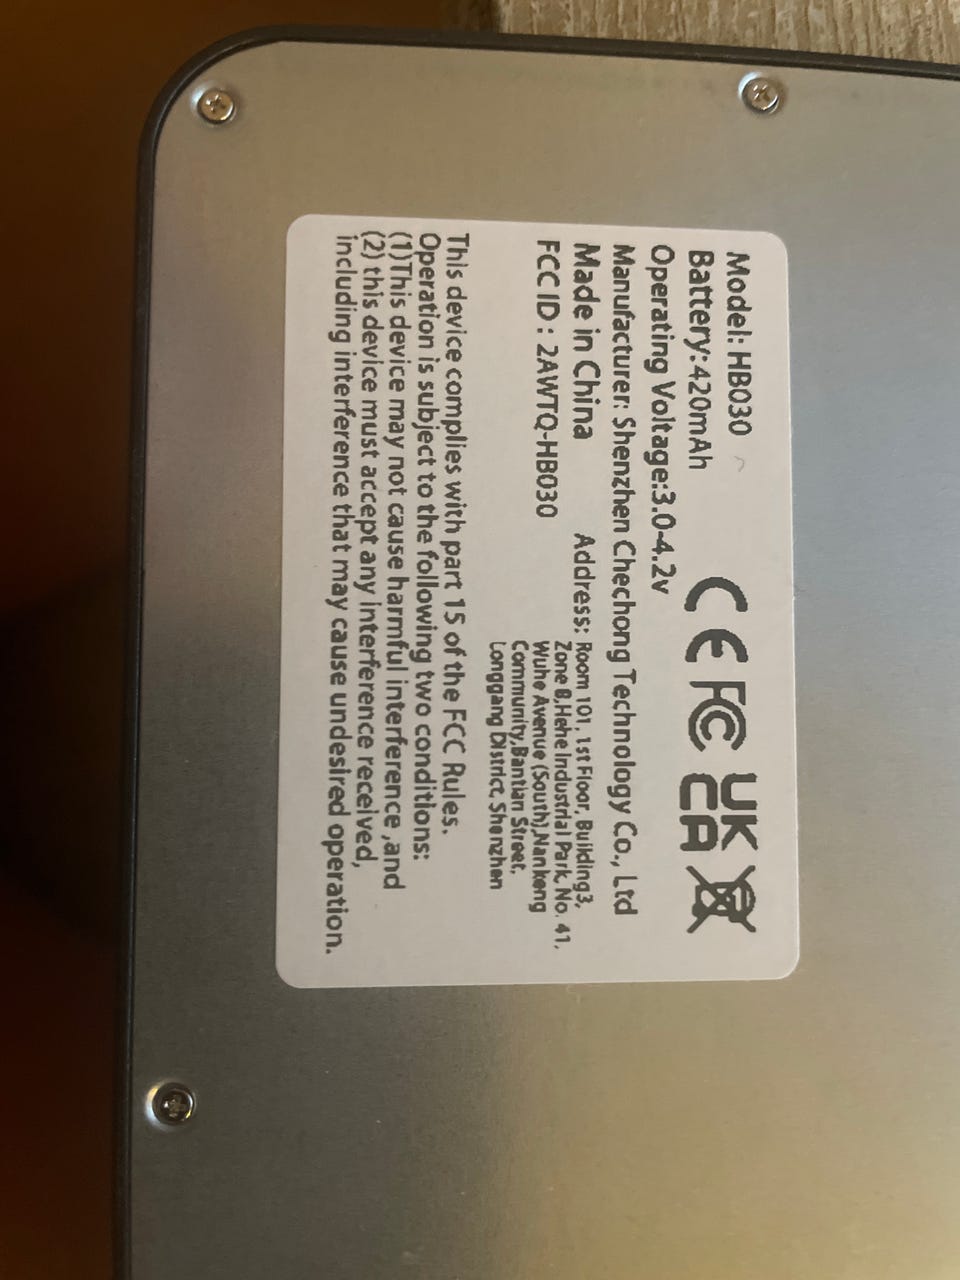 Model: HB030
Battery:420mAh
Operating Voltage:3.0-4.2v
CE FC UK CA
Manufacturer: Shenzhen Chechong Technology Co., Ltd
Made in China
Address: Room 101, 1st Floor, Building3,
Zone B,Hehe Industrial Park, No. 41,
Wuhe Avenue (South),Nankeng
Community,Bantian Street,
Longgang District, Shenzhen
FCC ID : 2AWTQ-HB030
This device complies with part 15 of the FCC Rules.
Operation is subject to the following two conditions:
(1)This device may not cause harmful interference ,and
(2) this device must accept any interference received,
including interference that may cause undesired operation.